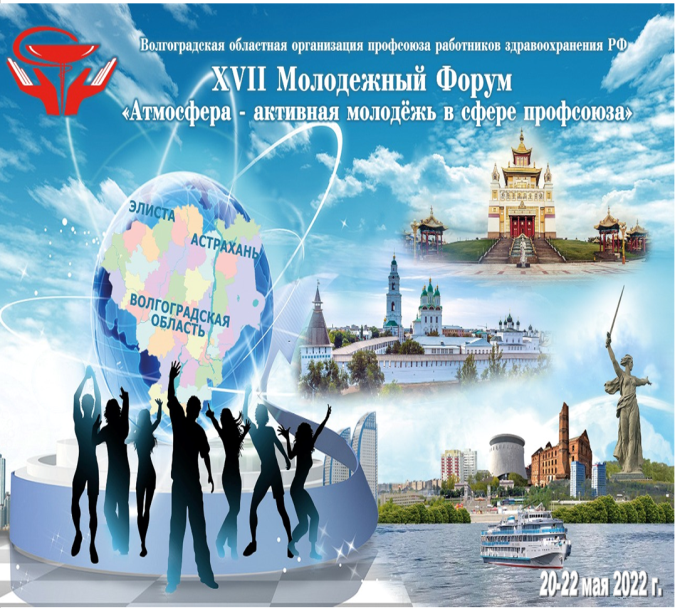 Волгоградская областная организация профсоюза работников здравоохранения РФ
XVII Молодежный Форум
«Атмосфера - активная молодёжь в сфере профсоюза»
ЭЛИСТА
АСТРАХАНЬ
ВОЛГОГРАДСКАЯ
ОБЛАСТЬ
20-22 мая 2022 г.